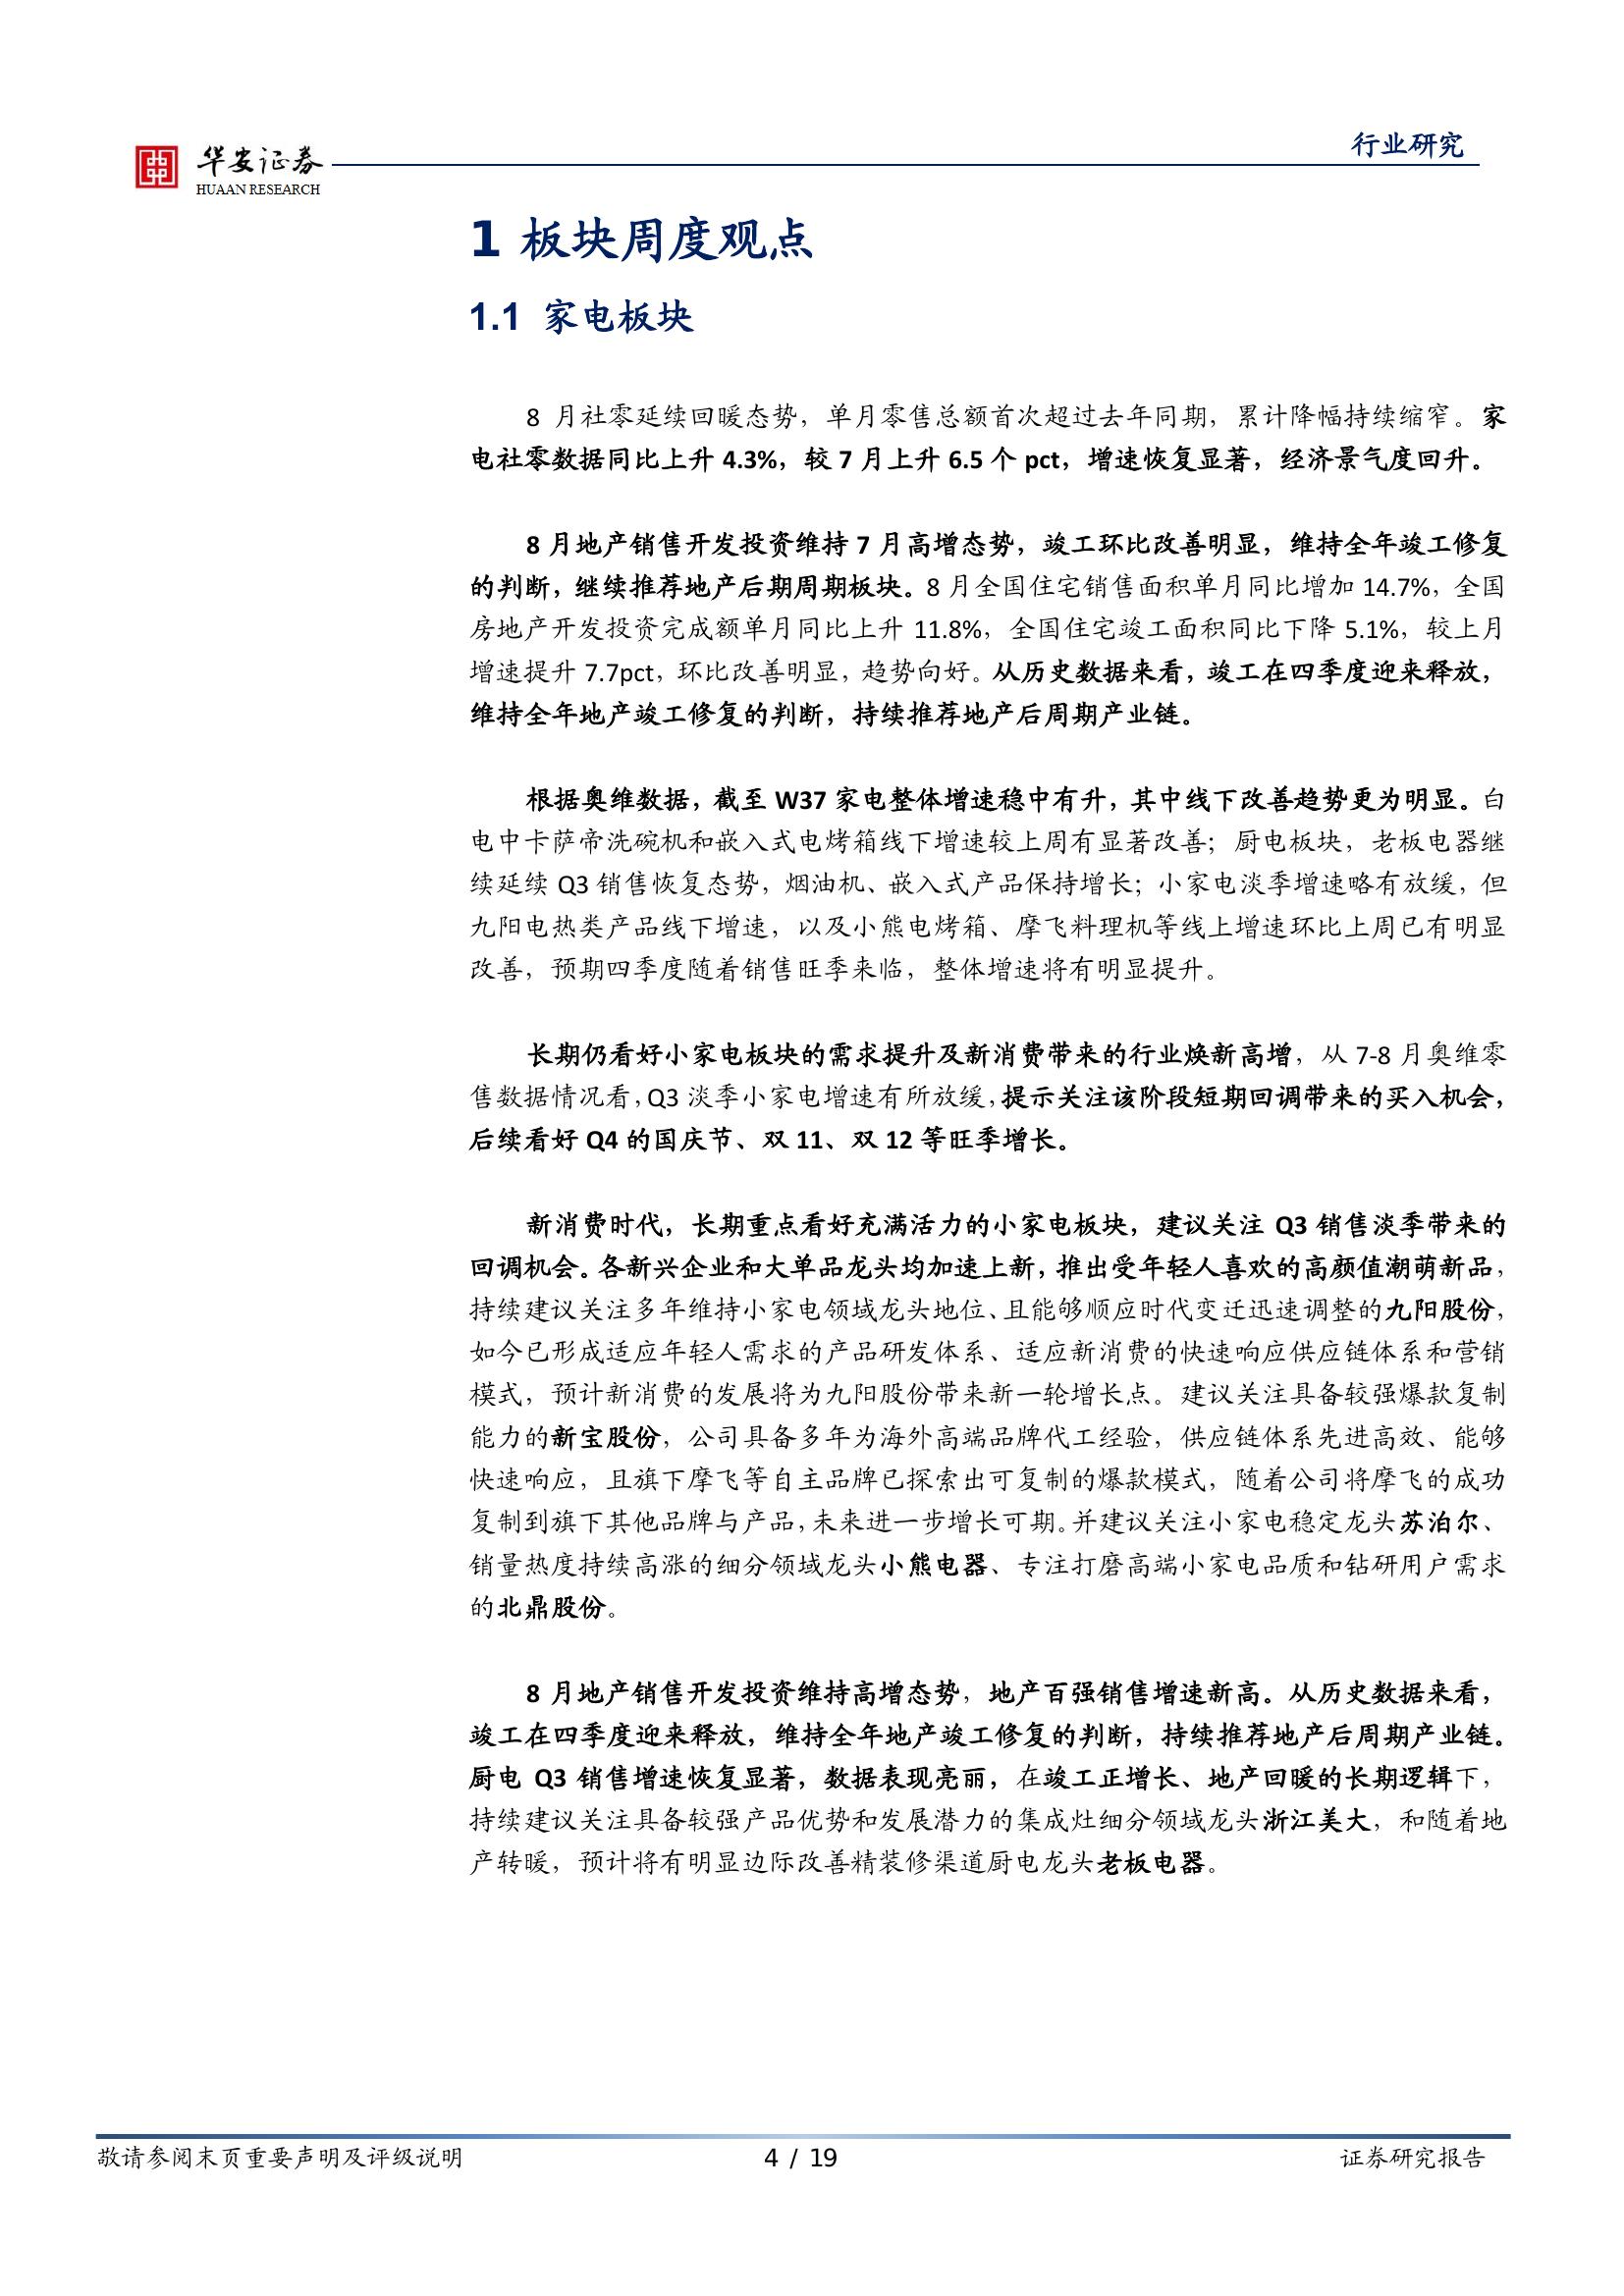 华安证券
HUAAN RESEARCH
行业研究
1 板块周度观点
1.1 家电板块
8 月社零延续回暖态势，单月零售总额首次超过去年同期，累计降幅持续缩窄。家
电社零数据同比上升 4.3%，较 7 月上升 6.5 个 pct，增速恢复显著，经济景气度回升。
8 月地产销售开发投资维持 7 月高增态势，竣工环比改善明显，维持全年竣工修复
的判断，继续推荐地产后期周期板块。8 月全国住宅销售面积单月同比增加 14.7%，全国
房地产开发投资完成额单月同比上升 11.8%，全国住宅竣工面积同比下降 5.1%，较上月
增速提升 7.7pct，环比改善明显，趋势向好。从历史数据来看，竣工在四季度迎来释放，
维持全年地产竣工修复的判断，持续推荐地产后周期产业链。
根据奥维数据，截至 W37 家电整体增速稳中有升，其中线下改善趋势更为明显。白
电中卡萨帝洗碗机和嵌入式电烤箱线下增速较上周有显著改善；厨电板块，老板电器继
续延续 Q3 销售恢复态势，烟油机、嵌入式产品保持增长；小家电淡季增速略有放缓，但
九阳电热类产品线下增速，以及小熊电烤箱、摩飞料理机等线上增速环比上周已有明显
改善，预期四季度随着销售旺季来临，整体增速将有明显提升。
长期仍看好小家电板块的需求提升及新消费带来的行业焕新高增，从 7-8 月奥维零
售数据情况看，Q3 淡季小家电增速有所放缓，提示关注该阶段短期回调带来的买入机会，
后续看好 Q4 的国庆节、双 11、双 12 等旺季增长。
新消费时代，长期重点看好充满活力的小家电板块，建议关注 Q3 销售淡季带来的
回调机会。各新兴企业和大单品龙头均加速上新，推出受年轻人喜欢的高颜值潮萌新品，
持续建议关注多年维持小家电领域龙头地位、且能够顺应时代变迁迅速调整的九阳股份，
如今已形成适应年轻人需求的产品研发体系、适应新消费的快速响应供应链体系和营销
模式，预计新消费的发展将为九阳股份带来新一轮增长点。建议关注具备较强爆款复制
能力的新宝股份，公司具备多年为海外高端品牌代工经验，供应链体系先进高效、能够
快速响应，且旗下摩飞等自主品牌已探索出可复制的爆款模式，随着公司将摩飞的成功
复制到旗下其他品牌与产品，未来进一步增长可期。并建议关注小家电稳定龙头苏泊尔、
销量热度持续高涨的细分领域龙头小熊电器、专注打磨高端小家电品质和钻研用户需求
的北鼎股份。
8 月地产销售开发投资维持高增态势，地产百强销售增速新高。从历史数据来看，
竣工在四季度迎来释放，维持全年地产竣工修复的判断，持续推荐地产后周期产业链。
厨电 Q3 销售增速恢复显著，数据表现亮丽，在竣工正增长、地产回暖的长期逻辑下，
持续建议关注具备较强产品优势和发展潜力的集成灶细分领域龙头浙江美大，和随着地
产转暖，预计将有明显边际改善精装修渠道厨电龙头老板电器。
敬请参阅末页重要声明及评级说明
4 / 19
证券研究报告